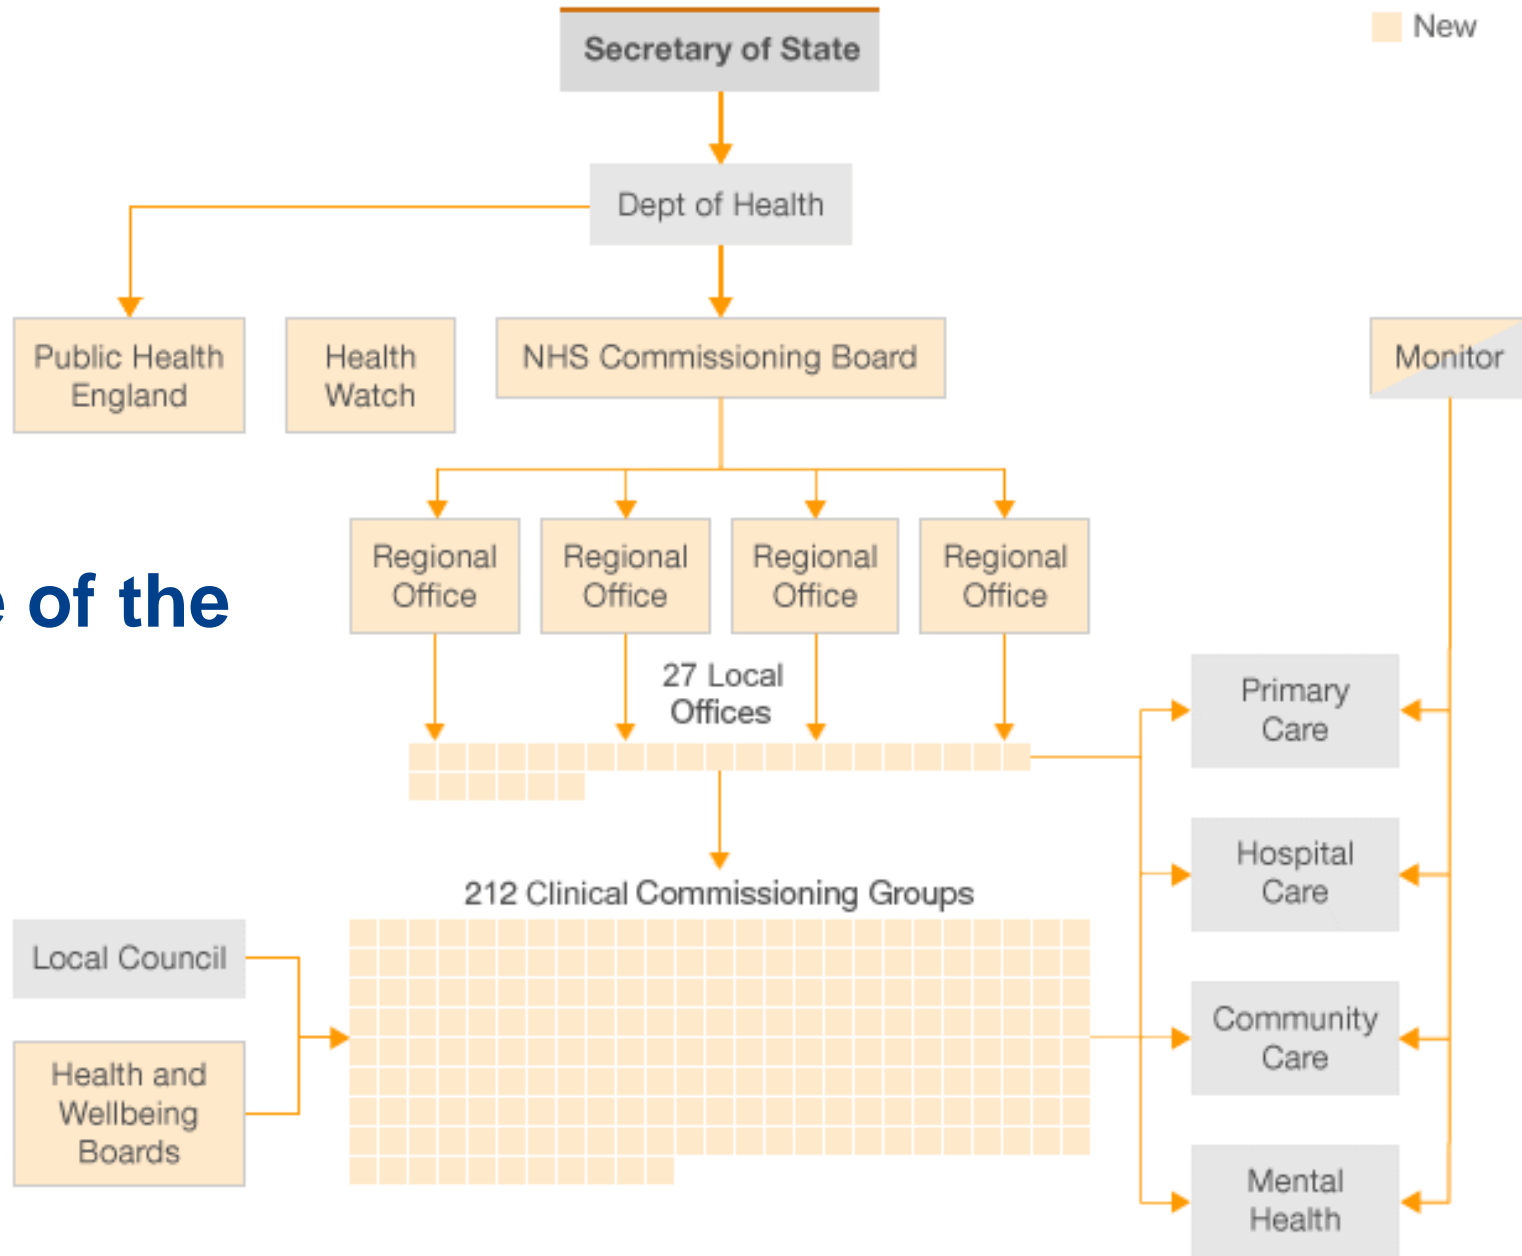 New
Secretary of State
Dept of Health
Public Health
England
Health
Watch
NHS Commissioning Board
Monitor
Regional
Office
Regional
Office
Regional
Office
Regional
Office
e of the
27 Local
Offices
Primary
Care
Hospital
Care
212 Clinical Commissioning Groups
Local Council
Community
Care
Health and
Wellbeing
Boards
Mental
Health